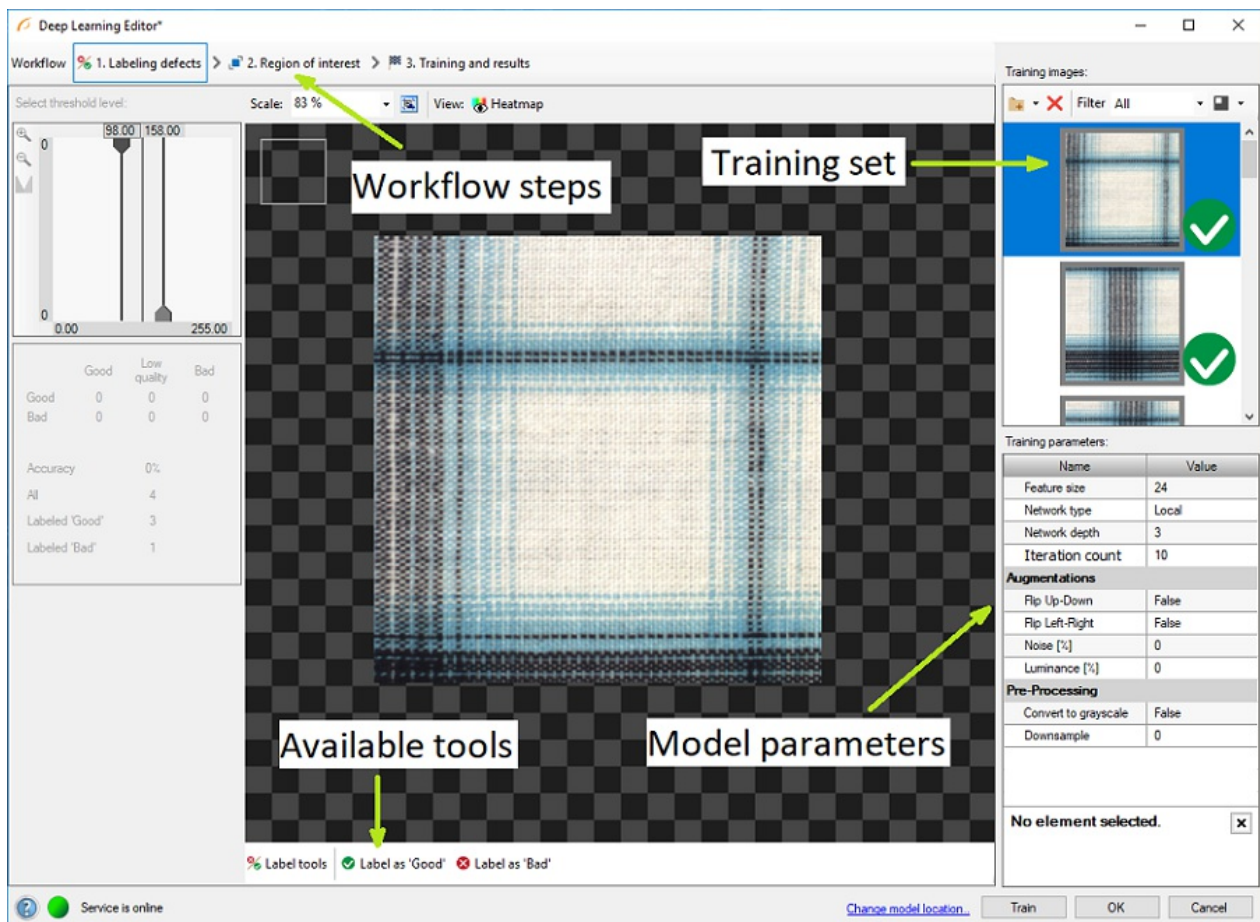 Deep Learning Editor*
Workflow 1. Labeling defects 2. Region of interest 3. Training and results
Select threshold level:
98.00 158.00
0
0
0.00 255.00
Good Low quality Bad
Good 0 0 0
Bad 0 0 0
Accuracy 0%
All 4
Labeled 'Good' 3
Labeled 'Bad' 1
Scale: 83 % View: Heatmap
Workflow steps
Training set
Available tools
Model parameters
Label tools Label as 'Good' Label as 'Bad'
Training images:
Filter All
Training parameters:
Name Value
Feature size 24
Network type Local
Network depth 3
Iteration count 10
Augmentations
Flip Up-Down False
Flip Left-Right False
Noise [%] 0
Luminance [%] 0
Pre-Processing
Convert to grayscale False
Downsample 0
No element selected.
Service is online
Change model location.. Train OK Cancel